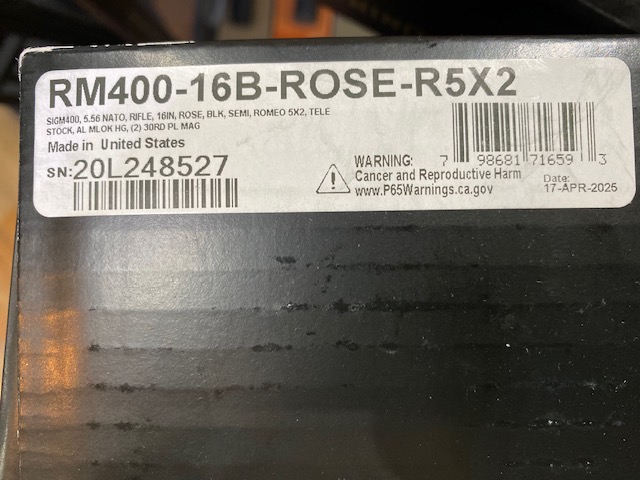 RM400-16B-ROSE-R5X2
SIGM400, 5.56 NATO, RIFLE, 16IN, ROSE, BLK, SEMI, ROMEO 5X2, TELE
STOCK, AL MLOK HG, (2) 30RD PL MAG
Made in United States
SN:20L248527
WARNING:
Cancer and Reproductive Harm
www.P65Warnings.ca.gov
7 98681 71659 3
Date:
17-APR-2025